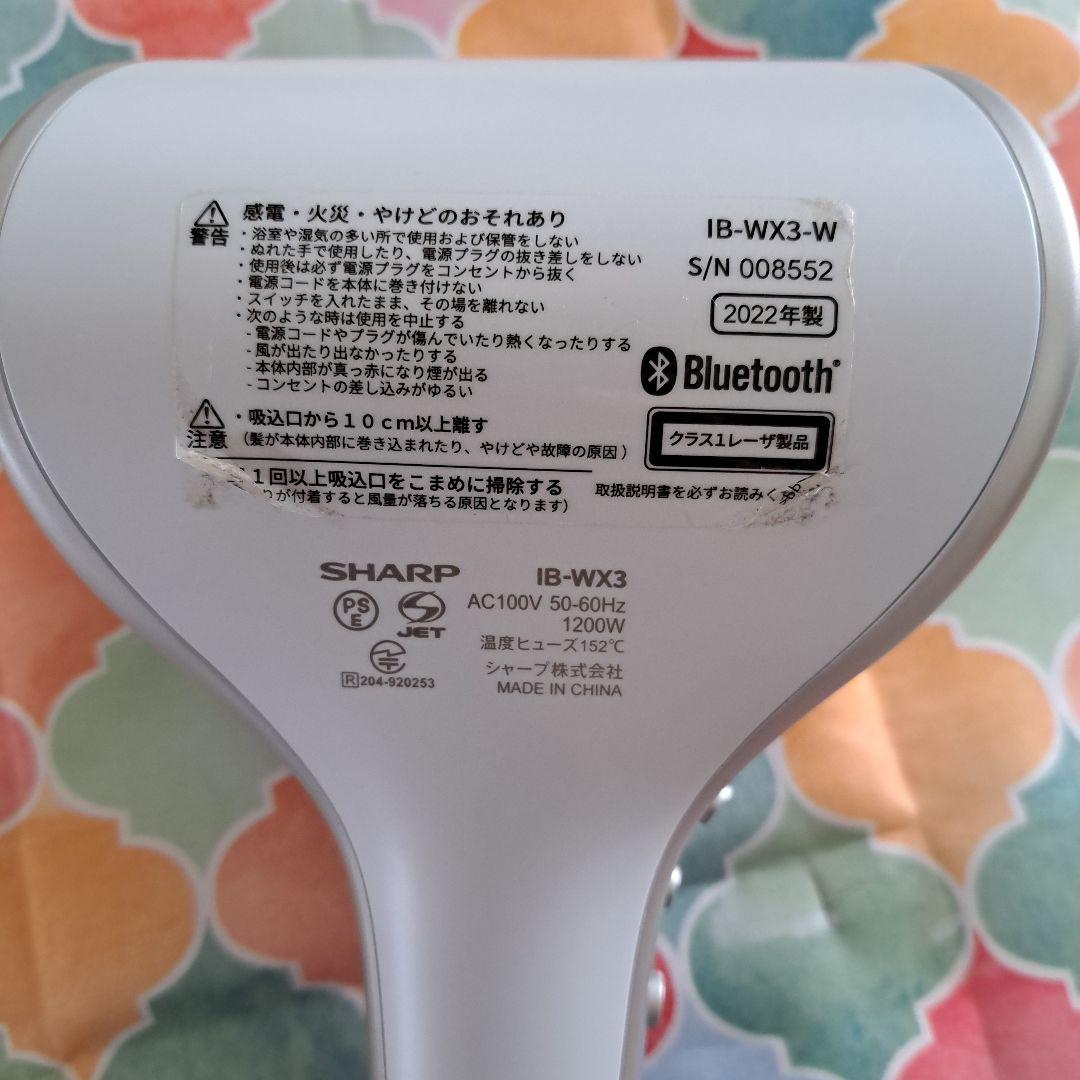 警告
感電・火災・やけどのおそれあり
・浴室や湿気の多い所で使用および保管をしない
・ぬれた手で使用したり、電源プラグの抜き差しをしない
・使用後は必ず電源プラグをコンセントから抜く
・電源コードを本体に巻き付けない
・スイッチを入れたまま、その場を離れない
・次のような時は使用を中止する
- 電源コードやプラグが傷んでいたり熱くなったりする
- 風が出たり出なかったりする
- 本体内部が真っ赤になり煙が出る
- コンセントの差し込みがゆるい
注意
・吸込口から10cm以上離す
（髪が本体内部に巻き込まれたり、やけどや故障の原因）
1回以上吸込口をこまめに掃除する
りが付着すると風量が落ちる原因となります）
IB-WX3-W
S/N 008552
2022年製
Bluetooth®
クラス1レーザ製品
取扱説明書を必ずお読みく
SHARP
IB-WX3
PSE
JET
AC100V 50-60Hz
1200W
温度ヒューズ152℃
シャープ株式会社
MADE IN CHINA
R 204-920253